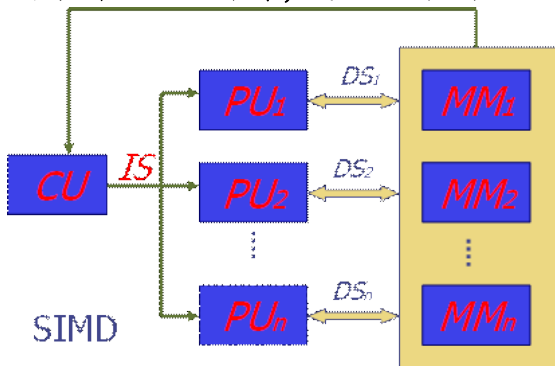 DS₁
PU₁ MM₁
IS
CU
DS₂
PU₂ MM₂
DSₙ
PUₙ MMₙ
SIMD